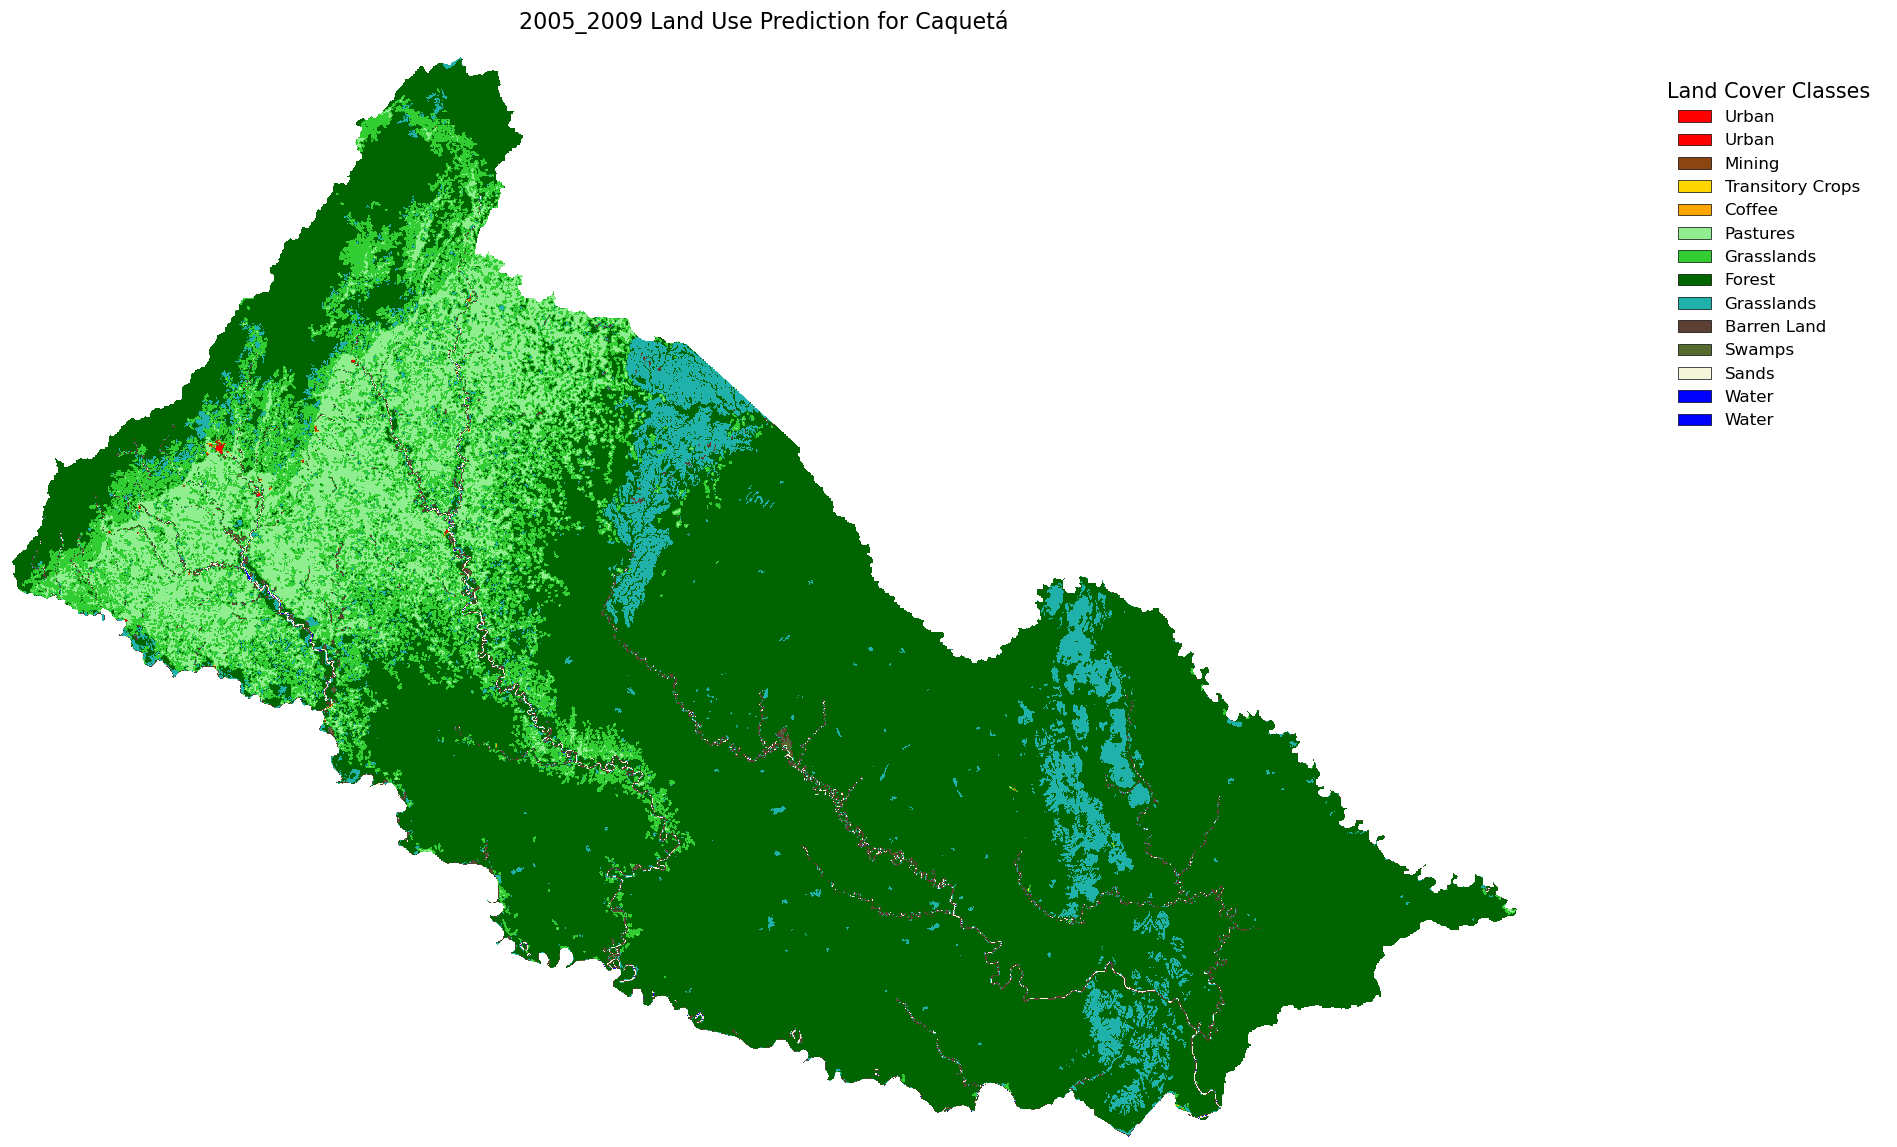 2005_2009 Land Use Prediction for Caquetá
Land Cover Classes
Urban
Urban
Mining
Transitory Crops
Coffee
Pastures
Grasslands
Forest
Grasslands
Barren Land
Swamps
Sands
Water
Water